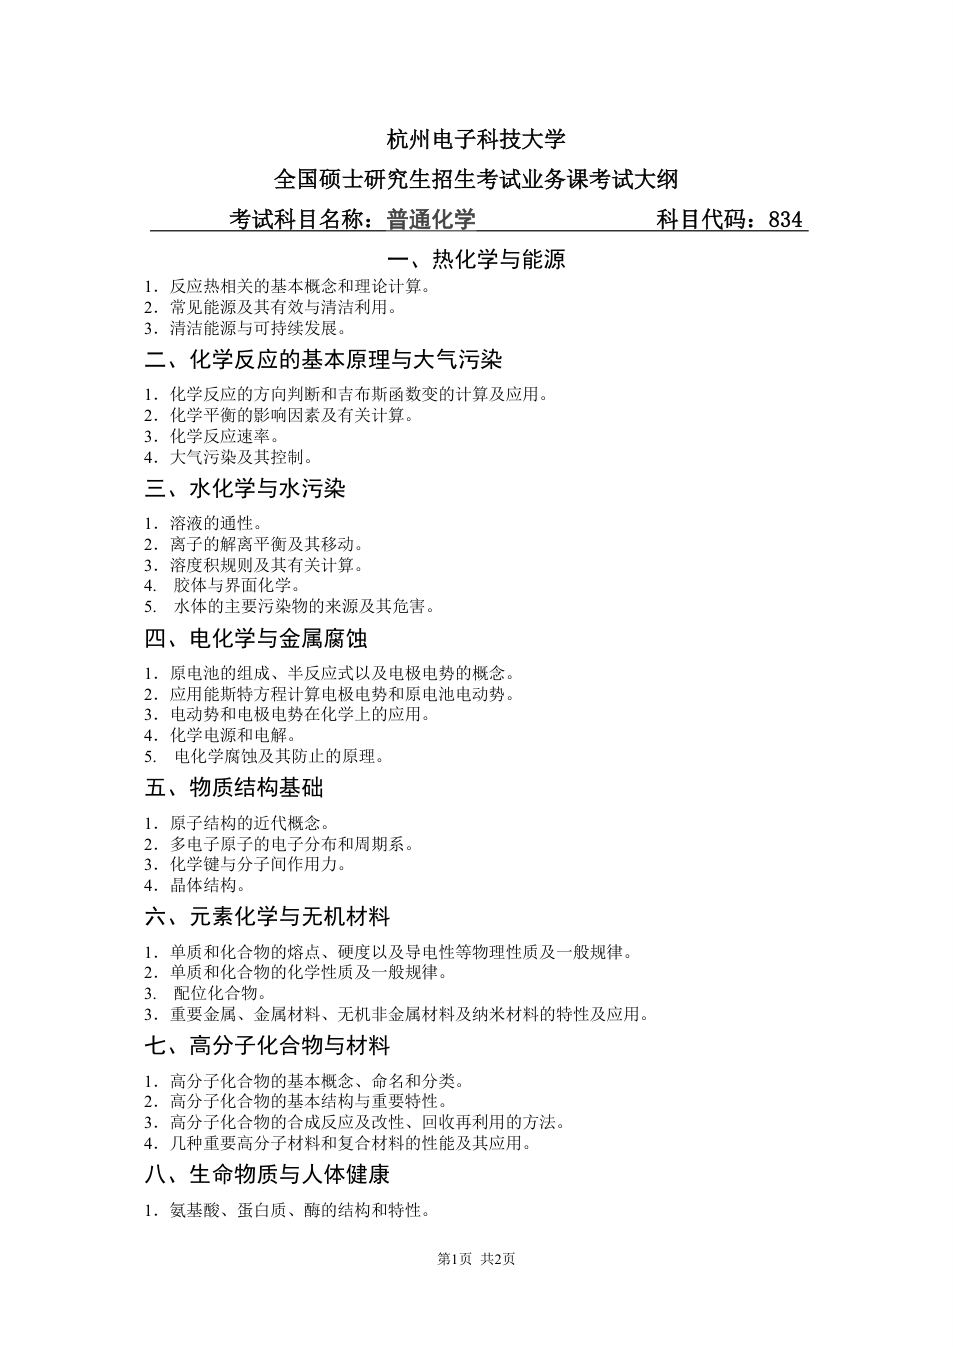 杭州电子科技大学
全国硕士研究生招生考试业务课考试大纲
考试科目名称：普通化学 科目代码：834
一、热化学与能源
1．反应热相关的基本概念和理论计算。
2．常见能源及其有效与清洁利用。
3．清洁能源与可持续发展。
二、化学反应的基本原理与大气污染
1．化学反应的方向判断和吉布斯函数变的计算及应用。
2．化学平衡的影响因素及有关计算。
3．化学反应速率。
4．大气污染及其控制。
三、水化学与水污染
1．溶液的通性。
2．离子的解离平衡及其移动。
3．溶度积规则及其有关计算。
4. 胶体与界面化学。
5. 水体的主要污染物的来源及其危害。
四、电化学与金属腐蚀
1．原电池的组成、半反应式以及电极电势的概念。
2．应用能斯特方程计算电极电势和原电池电动势。
3．电动势和电极电势在化学上的应用。
4．化学电源和电解。
5. 电化学腐蚀及其防止的原理。
五、物质结构基础
1．原子结构的近代概念。
2．多电子原子的电子分布和周期系。
3．化学键与分子间作用力。
4．晶体结构。
六、元素化学与无机材料
1．单质和化合物的熔点、硬度以及导电性等物理性质及一般规律。
2．单质和化合物的化学性质及一般规律。
3. 配位化合物。
3．重要金属、金属材料、无机非金属材料及纳米材料的特性及应用。
七、高分子化合物与材料
1．高分子化合物的基本概念、命名和分类。
2．高分子化合物的基本结构与重要特性。
3．高分子化合物的合成反应及改性、回收再利用的方法。
4．几种重要高分子材料和复合材料的性能及其应用。
八、生命物质与人体健康
1．氨基酸、蛋白质、酶的结构和特性。
第1页 共2页